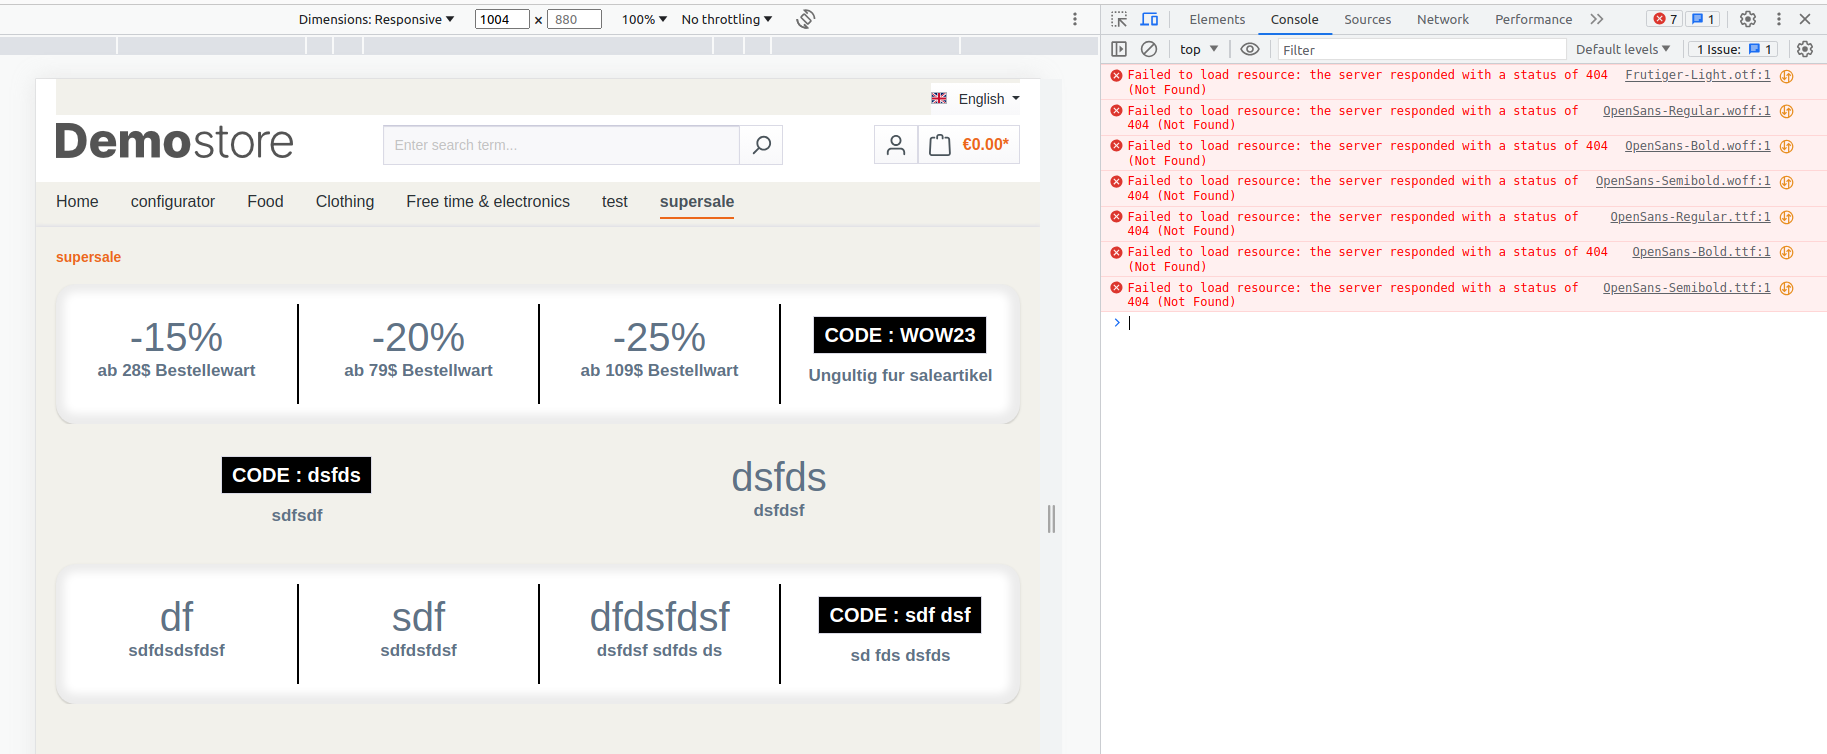 Dimensions: Responsive 1004 x 880 100% No throttling
Elements Console Sources Network Performance 7 1
top Filter Default levels 1 Issue: 1
English
Demostore
Enter search term...
€0.00*
Home configurator Food Clothing Free time & electronics test supersale
supersale
-15%
ab 28$ Bestellewart
-20%
ab 79$ Bestellwart
-25%
ab 109$ Bestellwart
CODE : WOW23
Ungultig fur saleartikel
CODE : dsfds
sdfsdf
dsfds
dsfdsf
df
sdfdsdsfdsf
sdf
sdfdsfdsf
dfdsfdsf
dsfdsf sdfds ds
CODE : sdf dsf
sd fds dsfds
Failed to load resource: the server responded with a status of 404 Frutiger-Light.otf:1
(Not Found)
Failed to load resource: the server responded with a status of OpenSans-Regular.woff:1
404 (Not Found)
Failed to load resource: the server responded with a status of 404 OpenSans-Bold.woff:1
(Not Found)
Failed to load resource: the server responded with a status of OpenSans-Semibold.woff:1
404 (Not Found)
Failed to load resource: the server responded with a status of OpenSans-Regular.ttf:1
404 (Not Found)
Failed to load resource: the server responded with a status of 404 OpenSans-Bold.ttf:1
(Not Found)
Failed to load resource: the server responded with a status of OpenSans-Semibold.ttf:1
404 (Not Found)